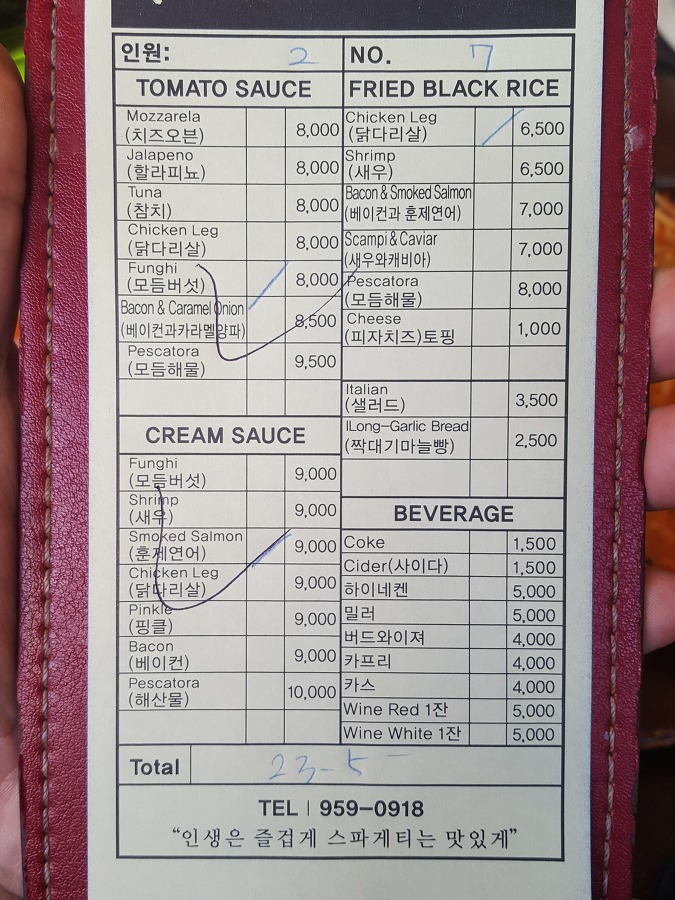 인원: 2
NO. 7
TOMATO SAUCE
Mozzarela
(치즈오븐) 8,000
Jalapeno
(할라피뇨) 8,000
Tuna
(참치) 8,000
Chicken Leg
(닭다리살) 8,000
Funghi
(모듬버섯) 8,000
Bacon & Caramel Onion
(베이컨과카라멜양파) 8,500
Pescatora
(모듬해물) 9,500
CREAM SAUCE
Funghi
(모듬버섯) 9,000
Shrimp
(새우) 9,000
Smoked Salmon
(훈제연어) 9,000
Chicken Leg
(닭다리살) 9,000
Pinkle
(핑클) 9,000
Bacon
(베이컨) 9,000
Pescatora
(해산물) 10,000
FRIED BLACK RICE
Chicken Leg
(닭다리살) 6,500
Shrimp
(새우) 6,500
Bacon & Smoked Salmon
(베이컨과 훈제연어) 7,000
Scampi & Caviar
(새우와캐비아) 7,000
Pescatora
(모듬해물) 8,000
Cheese
(피자치즈)토핑 1,000
Italian
(샐러드) 3,500
lLong-Garlic Bread
(짝대기마늘빵) 2,500
BEVERAGE
Coke 1,500
Cider(사이다) 1,500
하이네켄 5,000
밀러 5,000
버드와이져 4,000
카프리 4,000
카스 4,000
Wine Red 1잔 5,000
Wine White 1잔 5,000
Total 23-5-
TEL | 959-0918
"인생은 즐겁게 스파게티는 맛있게"